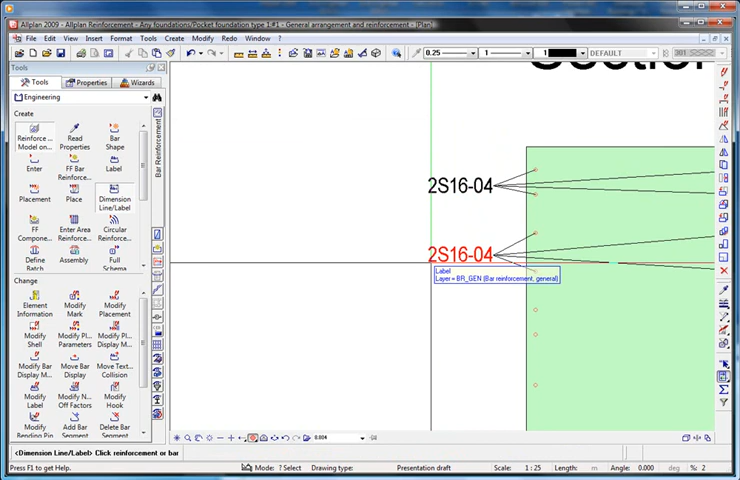 Allplan 2009 - Allplan Reinforcement - Any foundations/Pocket foundation type 1-#1 - General arrangement and reinforcement - (Plan)
File Edit View Insert Format Tools Create Modify Redo Window ?
0.25 1 1 DEFAULT 301
Tools
Tools Properties Wizards
Engineering
Create
Reinforce ... Model on... Read Properties Bar Shape
Enter FF Bar Reinforce... Label
Placement Place Dimension Line/Label
FF Compone... Enter Area Reinforce... Circular Reinforce...
Define Batch Assembly Full Schema
Change
Element Information Modify Mark Modify Placement
Modify Shell Modify Pl... Parameters Modify Pl... Display M...
Modify Bar Display M... Move Bar Display Move Text... Collision
Modify Label Modify N... Off Factors Modify Hook
Modify Bending Pin Add Bar Segment Delete Bar Segment
Bar Reinforcement
2S16-04
2S16-04
Label
Layer = BR_GEN (Bar reinforcement, general)
0.004
<Dimension Line/Label> Click reinforcement or bar
Press F1 to get Help. Mode: ? Select Drawing type: Presentation draft Scale: 1 : 25 Length: m Angle: 0.000 deg %: 2